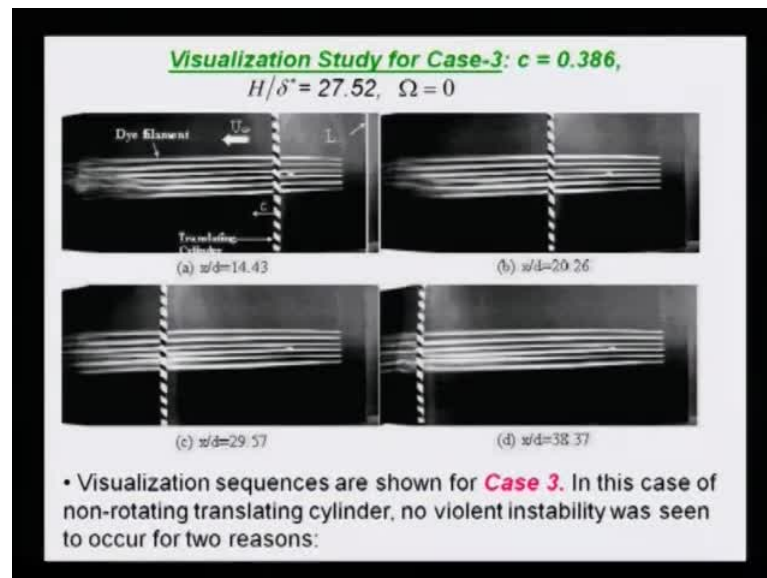 Visualization Study for Case-3: c = 0.386,
H/δ* = 27.52, Ω = 0
Dye filament
U∞
L
c
Translating
Cylinder
(a) x/d=14.43
(b) x/d=20.26
(c) x/d=29.57
(d) x/d=38.37
• Visualization sequences are shown for Case 3. In this case of
non-rotating translating cylinder, no violent instability was seen
to occur for two reasons: